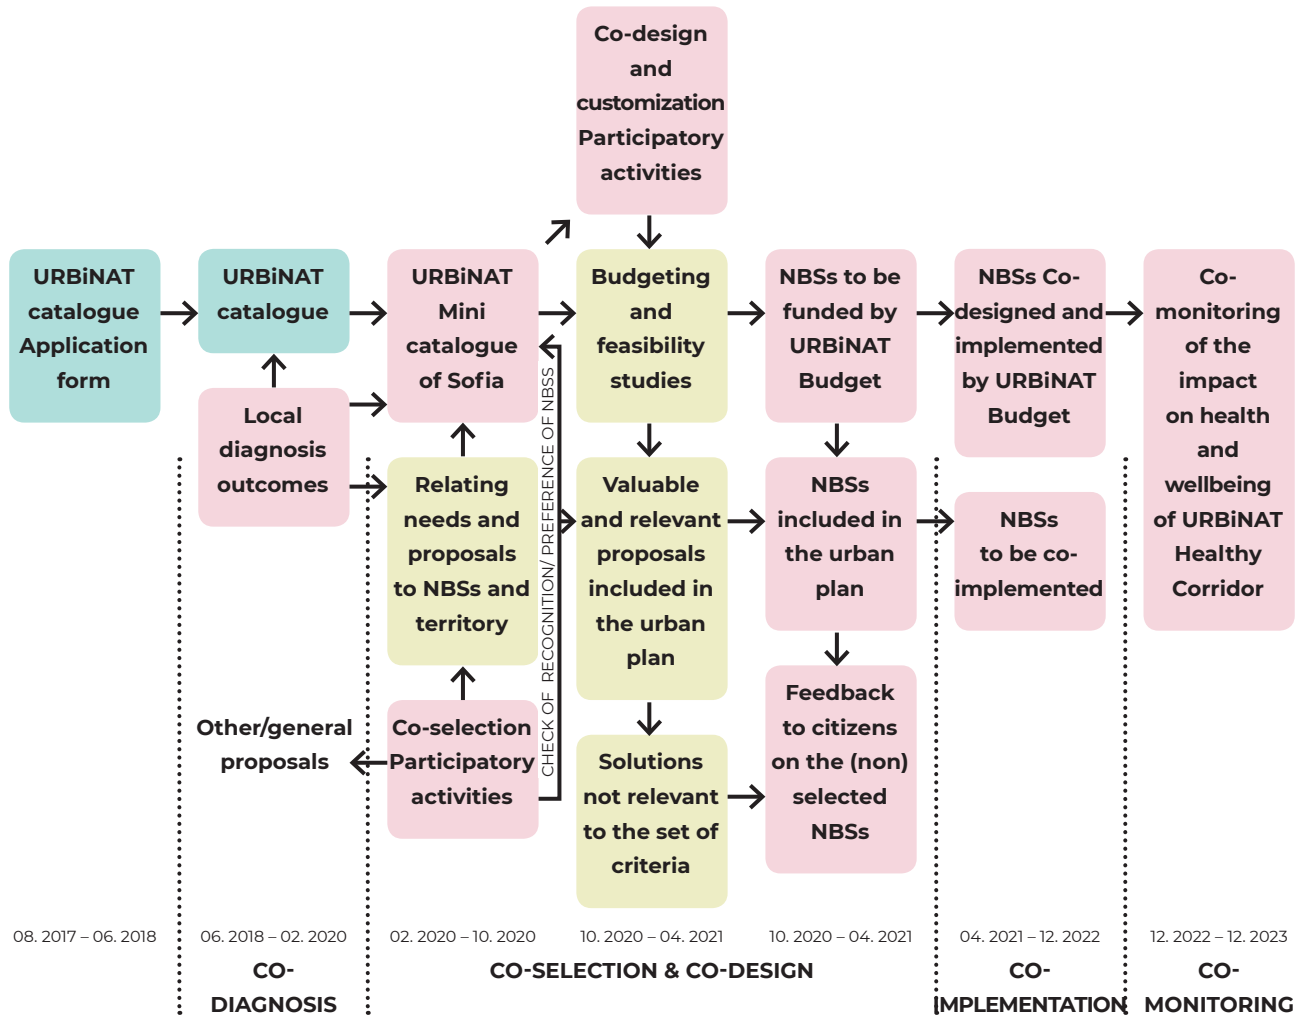 Co-design
and
customization
Participatory
activities
URBiNAT
catalogue
Application
form
URBiNAT
catalogue
Local
diagnosis
outcomes
Other/general
proposals
URBiNAT
Mini
catalogue
of Sofia
Relating
needs and
proposals
to NBSs and
territory
Co-selection
Participatory
activities
CHECK OF RECOGNITION/ PREFERENCE OF NBSS
Budgeting
and
feasibility
studies
Valuable
and relevant
proposals
included in
the urban
plan
Solutions
not relevant
to the set of
criteria
NBSs to be
funded by
URBiNAT
Budget
NBSs
included in
the urban
plan
Feedback
to citizens
on the (non)
selected
NBSs
NBSs Co-
designed and
implemented
by URBiNAT
Budget
NBSs
to be co-
implemented
Co-
monitoring
of the
impact
on health
and
wellbeing
of URBiNAT
Healthy
Corridor
08. 2017 – 06. 2018
06. 2018 – 02. 2020
02. 2020 – 10. 2020
10. 2020 – 04. 2021
10. 2020 – 04. 2021
04. 2021 – 12. 2022
12. 2022 – 12. 2023
CO-
DIAGNOSIS
CO-SELECTION & CO-DESIGN
CO-
IMPLEMENTATION
CO-
MONITORING